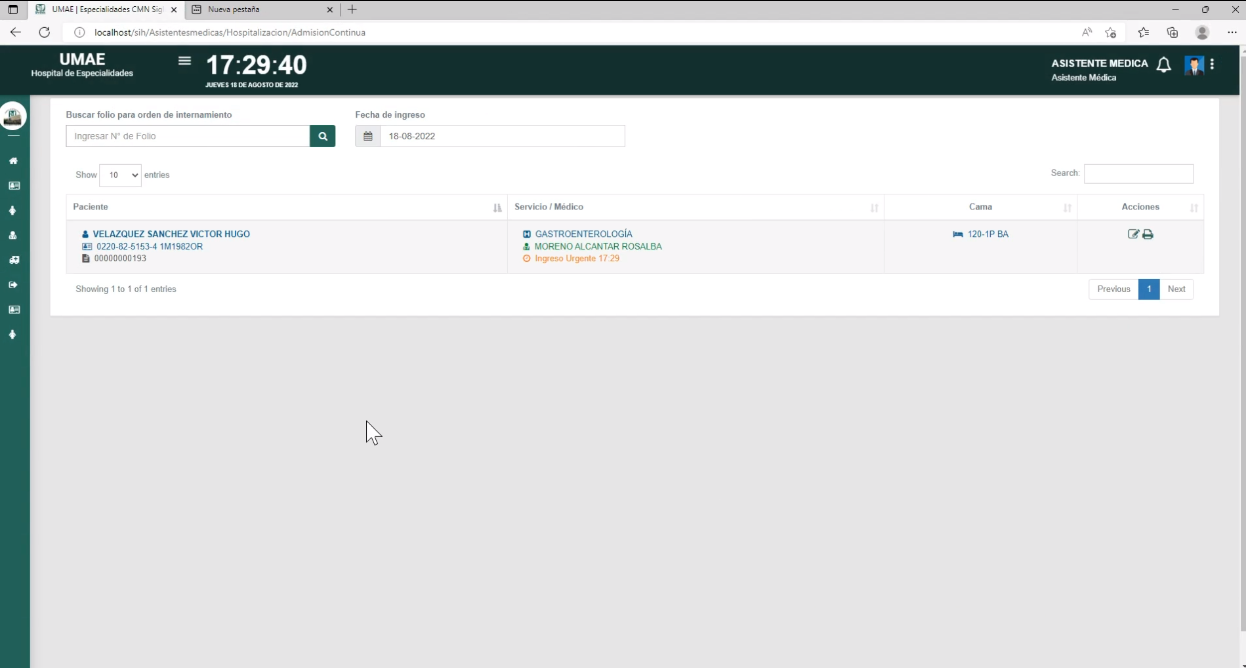 UMAE | Especialidades CMN Sigl
Nueva pestaña
localhost/sih/Asistentesmedicas/Hospitalizacion/AdmisionContinua
UMAE
Hospital de Especialidades
17:29:40
JUEVES 18 DE AGOSTO DE 2022
ASISTENTE MEDICA
Asistente Médica
Buscar folio para orden de internamiento
Fecha de ingreso
Ingresar N° de Folio
18-08-2022
Show 10 entries
Search:
Paciente
Servicio / Médico
Cama
Acciones
VELAZQUEZ SANCHEZ VICTOR HUGO
0220-82-5153-4 1M1982OR
00000000193
GASTROENTEROLOGÍA
MORENO ALCANTAR ROSALBA
Ingreso Urgente 17:29
120-1P BA
Showing 1 to 1 of 1 entries
Previous 1 Next